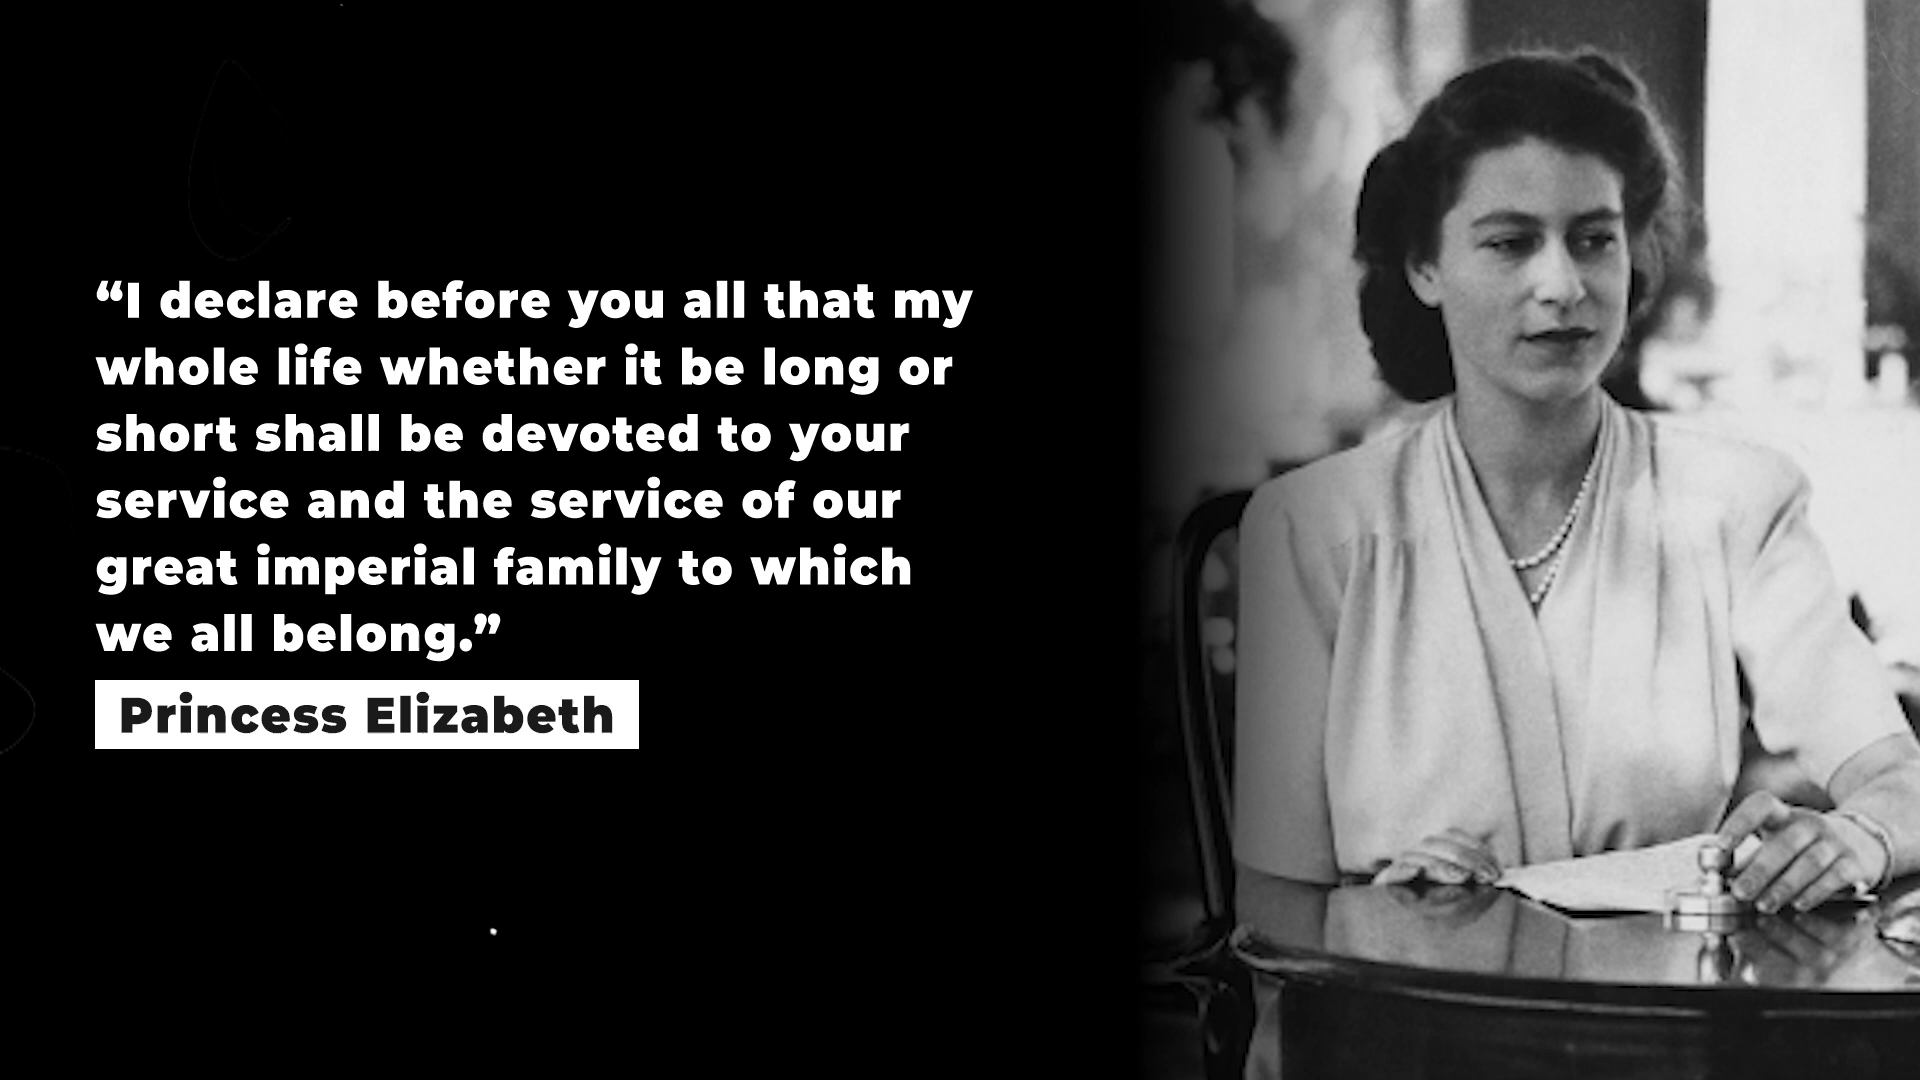 “I declare before you all that my
whole life whether it be long or
short shall be devoted to your
service and the service of our
great imperial family to which
we all belong.”
Princess Elizabeth